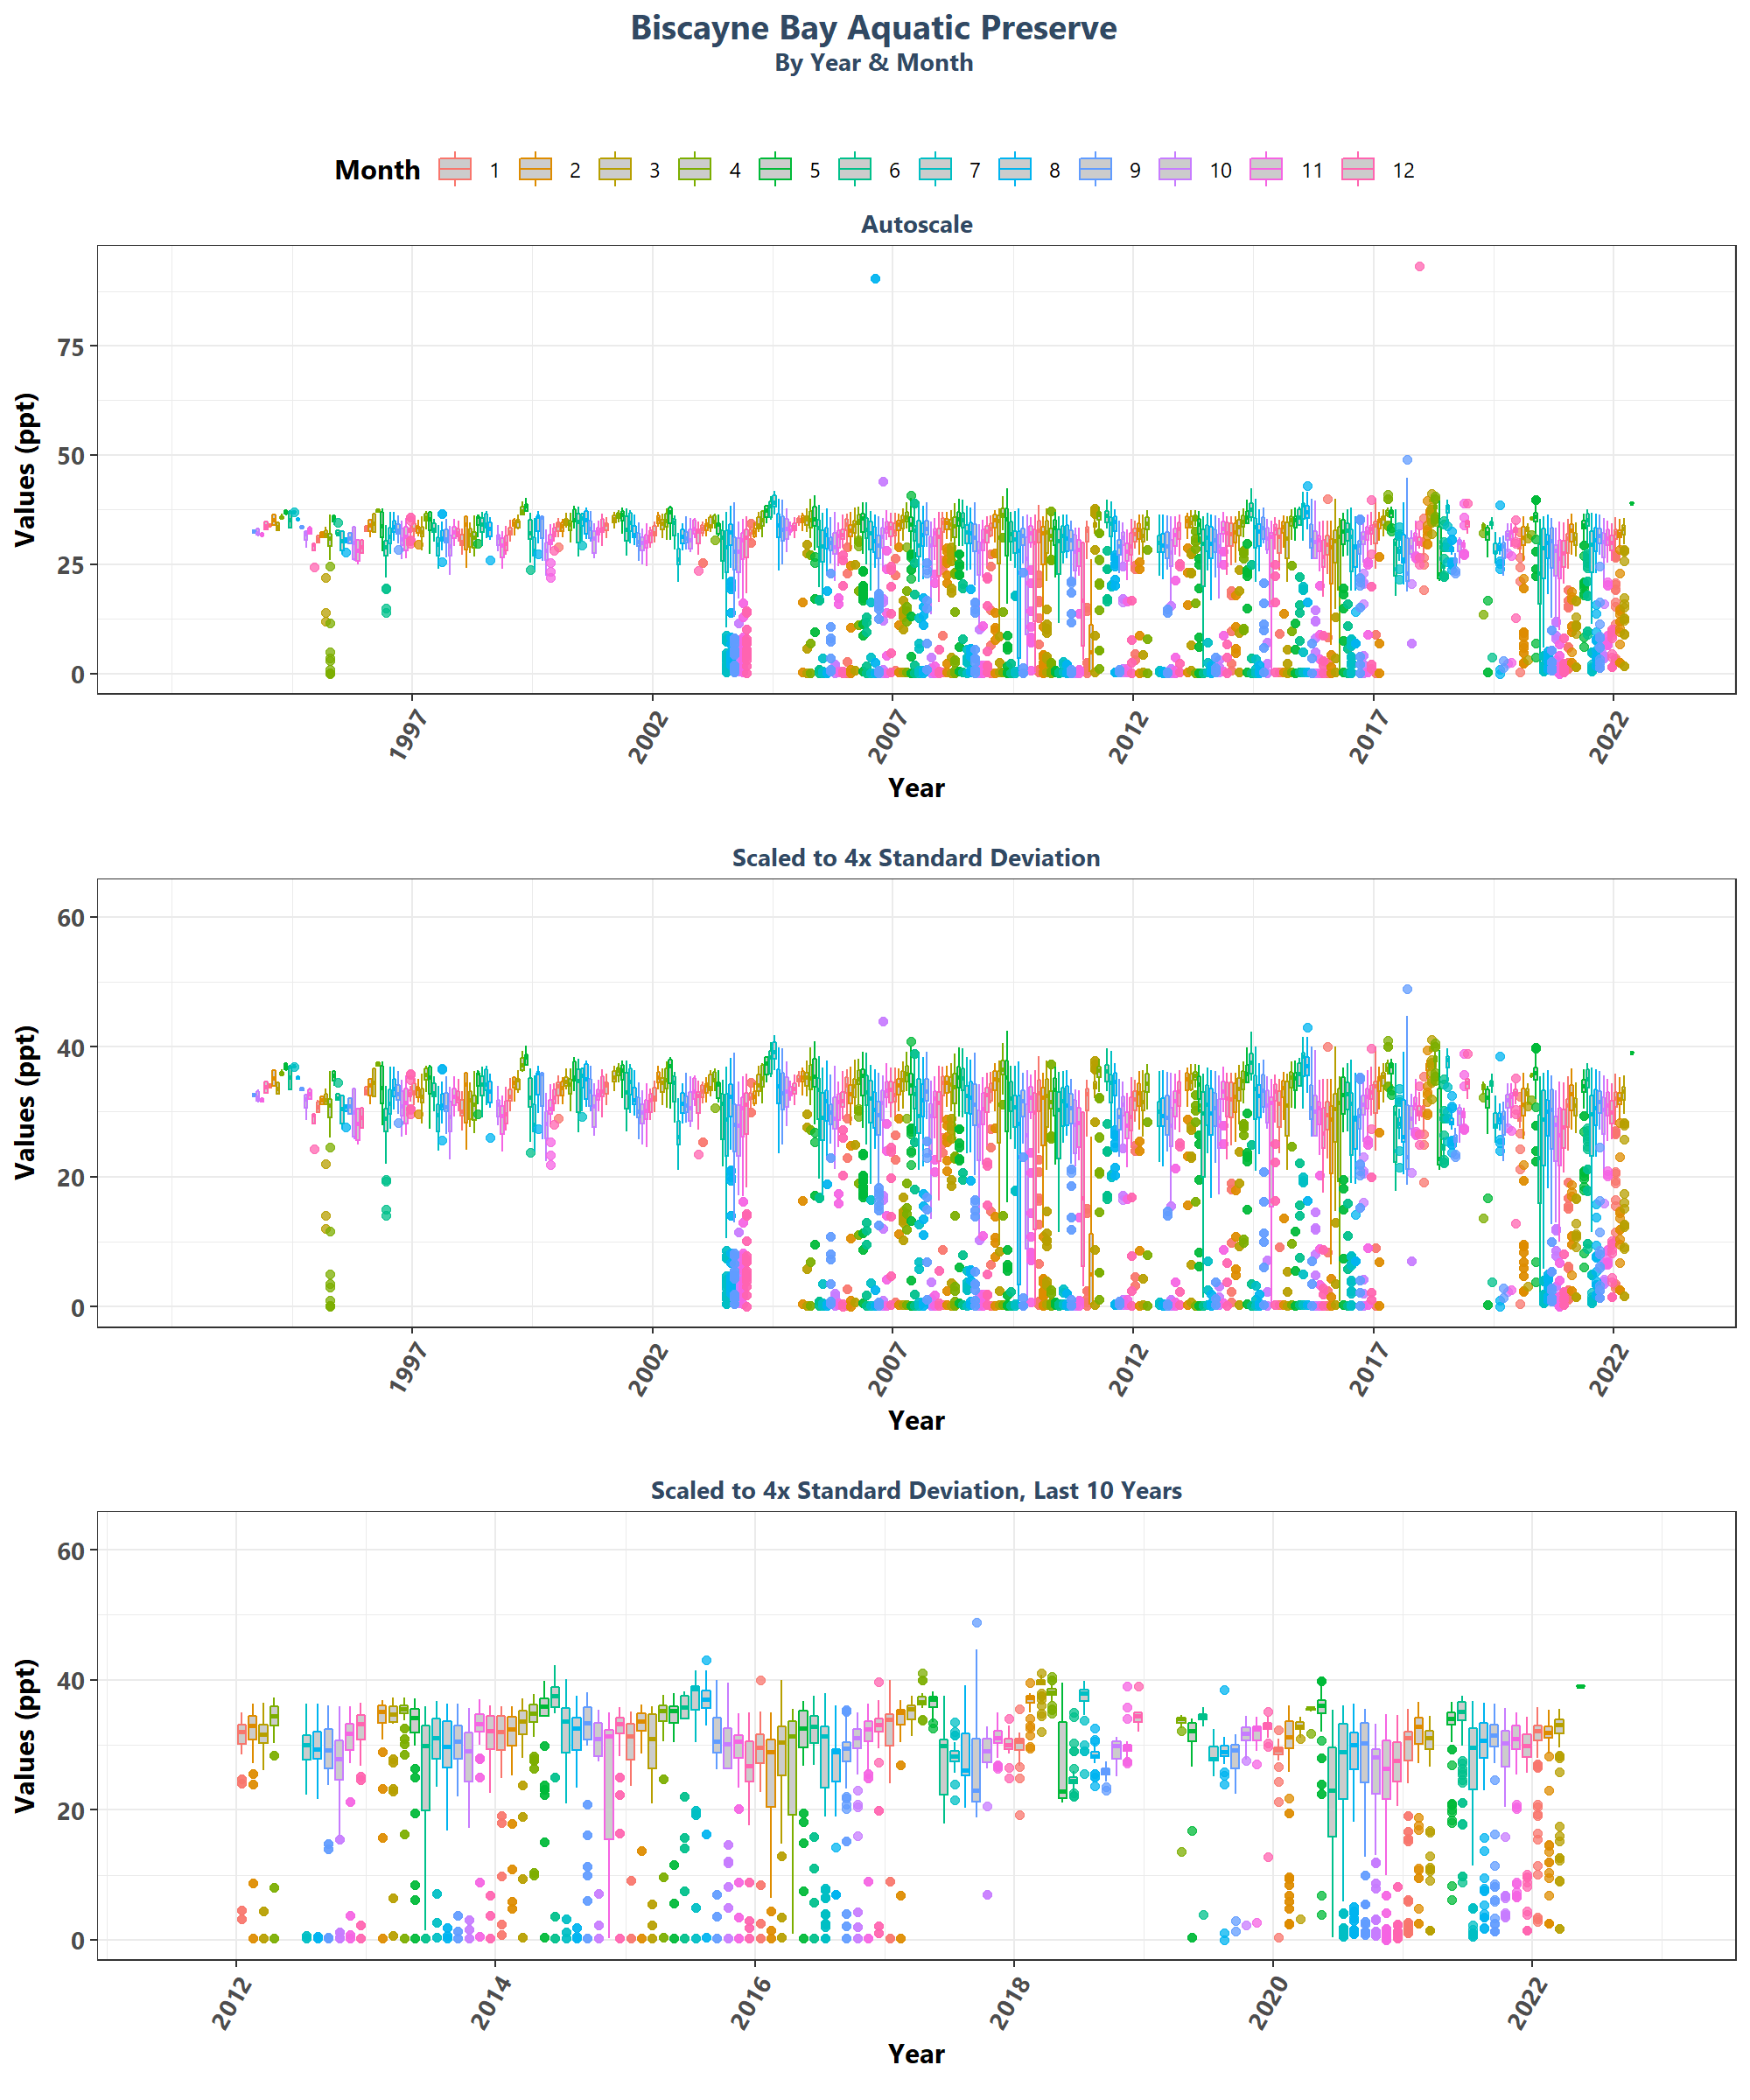 Biscayne Bay Aquatic Preserve
By Year & Month
Month 1 2 3 4 5 6 7 8 9 10 11 12
Autoscale
Values (ppt)
75
50
25
0
1997 2002 2007 2012 2017 2022
Year
Scaled to 4x Standard Deviation
Values (ppt)
60
40
20
0
1997 2002 2007 2012 2017 2022
Year
Scaled to 4x Standard Deviation, Last 10 Years
Values (ppt)
60
40
20
0
2012 2014 2016 2018 2020 2022
Year